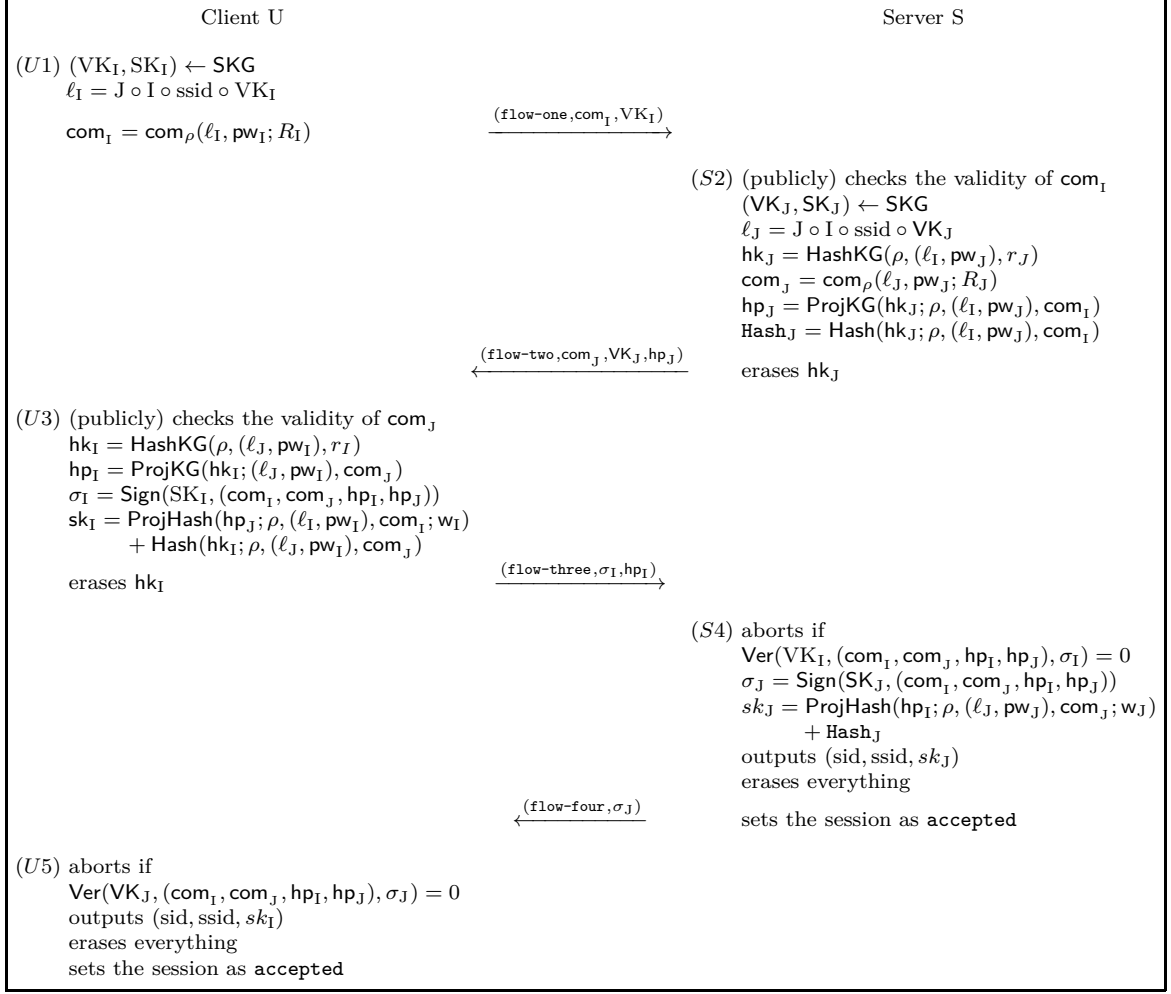 Client U Server S
(U1) (VK_I, SK_I) ← SKG
ℓ_I = J ∘ I ∘ ssid ∘ VK_I
com_I = com_ρ(ℓ_I, pw_I; R_I)
(flow-one,com_I,VK_I)
(S2) (publicly) checks the validity of com_I
(VK_J, SK_J) ← SKG
ℓ_J = J ∘ I ∘ ssid ∘ VK_J
hk_J = HashKG(ρ, (ℓ_I, pw_J), r_J)
com_J = com_ρ(ℓ_J, pw_J; R_J)
hp_J = ProjKG(hk_J; ρ, (ℓ_I, pw_J), com_I)
Hash_J = Hash(hk_J; ρ, (ℓ_I, pw_J), com_I)
(flow-two,com_J,VK_J,hp_J)
erases hk_J
(U3) (publicly) checks the validity of com_J
hk_I = HashKG(ρ, (ℓ_J, pw_I), r_I)
hp_I = ProjKG(hk_I; (ℓ_J, pw_I), com_J)
σ_I = Sign(SK_I, (com_I, com_J, hp_I, hp_J))
sk_I = ProjHash(hp_J; ρ, (ℓ_I, pw_I), com_I; w_I)
+ Hash(hk_I; ρ, (ℓ_J, pw_I), com_J)
erases hk_I
(flow-three,σ_I,hp_I)
(S4) aborts if
Ver(VK_I, (com_I, com_J, hp_I, hp_J), σ_I) = 0
σ_J = Sign(SK_J, (com_I, com_J, hp_I, hp_J))
sk_J = ProjHash(hp_I; ρ, (ℓ_J, pw_J), com_J; w_J)
+ Hash_J
outputs (sid, ssid, sk_J)
erases everything
(flow-four,σ_J)
sets the session as accepted
(U5) aborts if
Ver(VK_J, (com_I, com_J, hp_I, hp_J), σ_J) = 0
outputs (sid, ssid, sk_I)
erases everything
sets the session as accepted